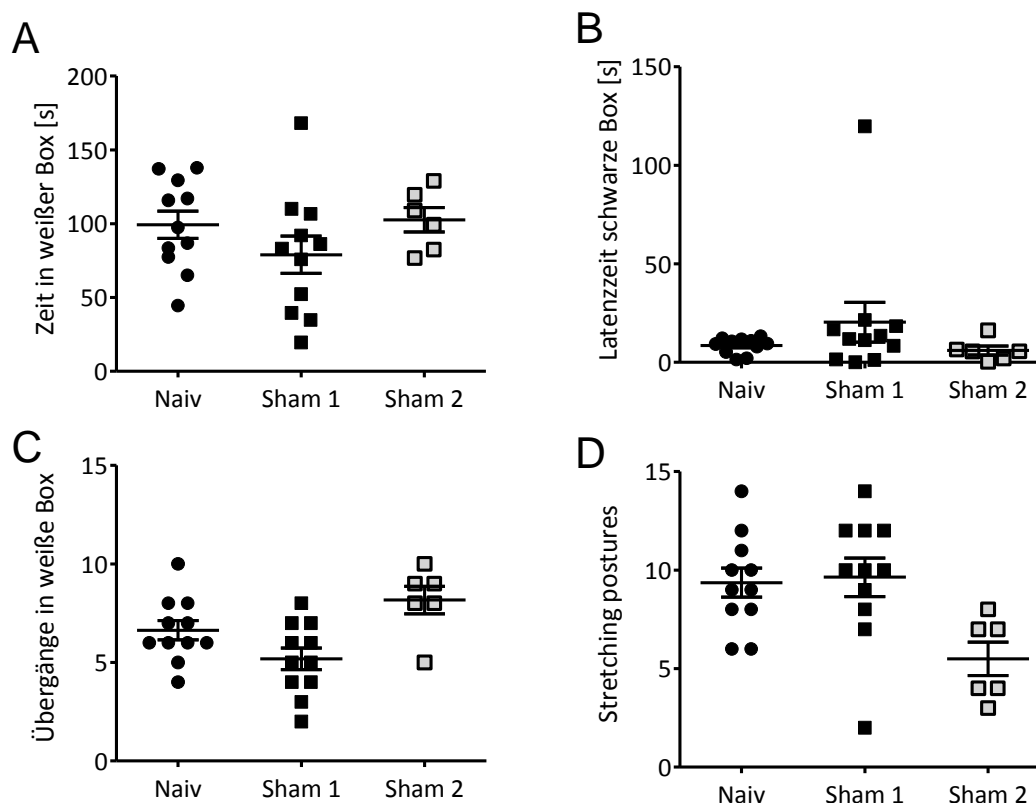 A
Zeit in weißer Box [s]
200
150
100
50
0
Naiv
Sham 1
Sham 2
B
Latenzzeit schwarze Box [s]
150
100
50
0
Naiv
Sham 1
Sham 2
C
Übergänge in weiße Box
15
10
5
0
Naiv
Sham 1
Sham 2
D
Stretching postures
15
10
5
0
Naiv
Sham 1
Sham 2